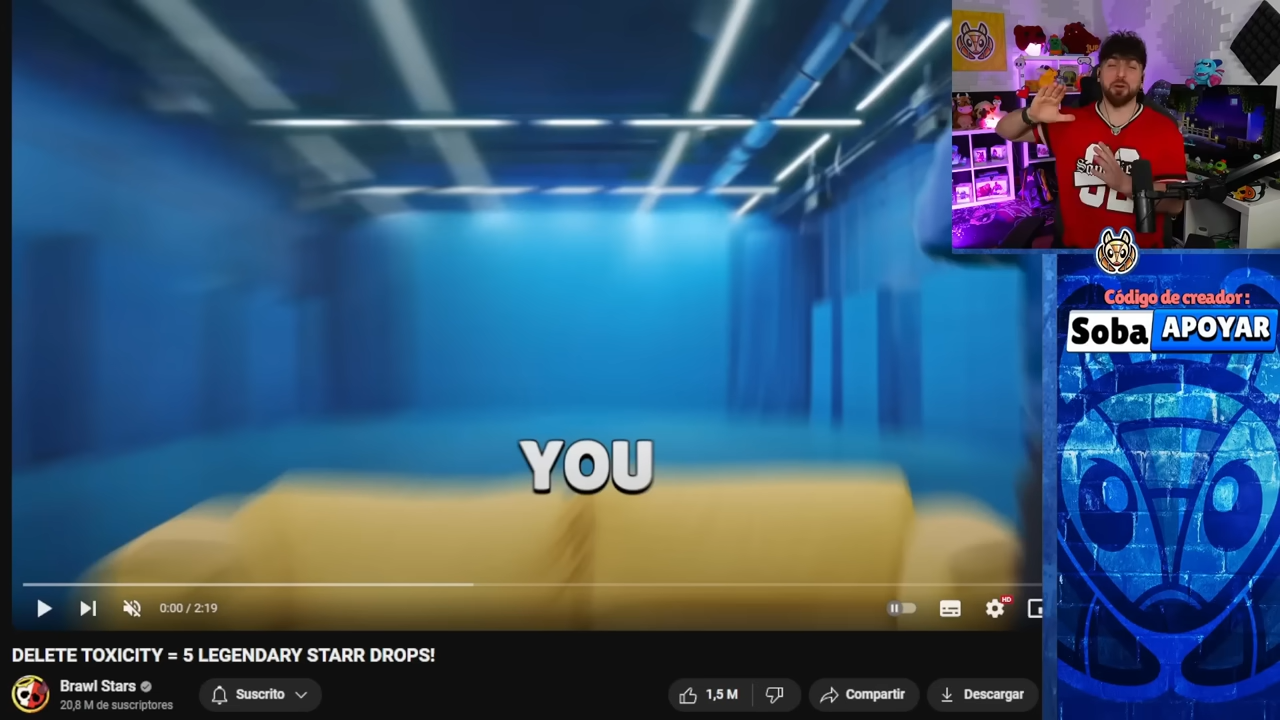 YOU
0:00 / 2:19
HD
DELETE TOXICITY = 5 LEGENDARY STARR DROPS!
Brawl Stars
20,8 M de suscriptores
Suscrito
1,5 M
Compartir
Descargar
Código de creador :
Soba APOYAR